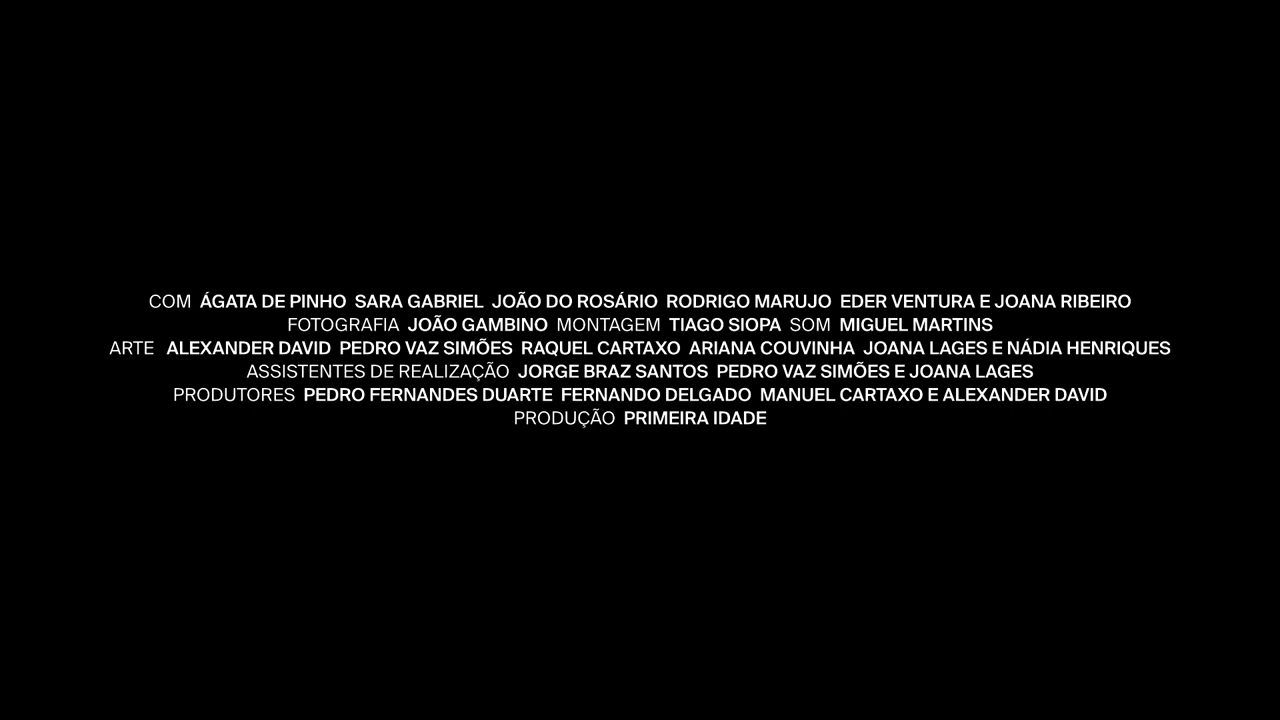 COM ÁGATA DE PINHO SARA GABRIEL JOÃO DO ROSÁRIO RODRIGO MARUJO EDER VENTURA E JOANA RIBEIRO
FOTOGRAFIA JOÃO GAMBINO MONTAGEM TIAGO SIOPA SOM MIGUEL MARTINS
ARTE ALEXANDER DAVID PEDRO VAZ SIMÕES RAQUEL CARTAXO ARIANA COUVINHA JOANA LAGES E NÁDIA HENRIQUES
ASSISTENTES DE REALIZAÇÃO JORGE BRAZ SANTOS PEDRO VAZ SIMÕES E JOANA LAGES
PRODUTORES PEDRO FERNANDES DUARTE FERNANDO DELGADO MANUEL CARTAXO E ALEXANDER DAVID
PRODUÇÃO PRIMEIRA IDADE